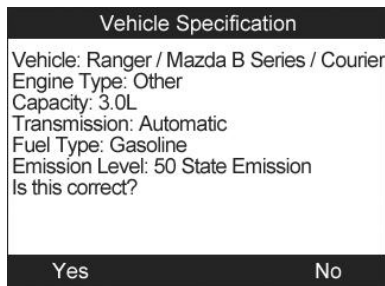 Vehicle Specification
Vehicle: Ranger / Mazda B Series / Courier
Engine Type: Other
Capacity: 3.0L
Transmission: Automatic
Fuel Type: Gasoline
Emission Level: 50 State Emission
Is this correct?
Yes No